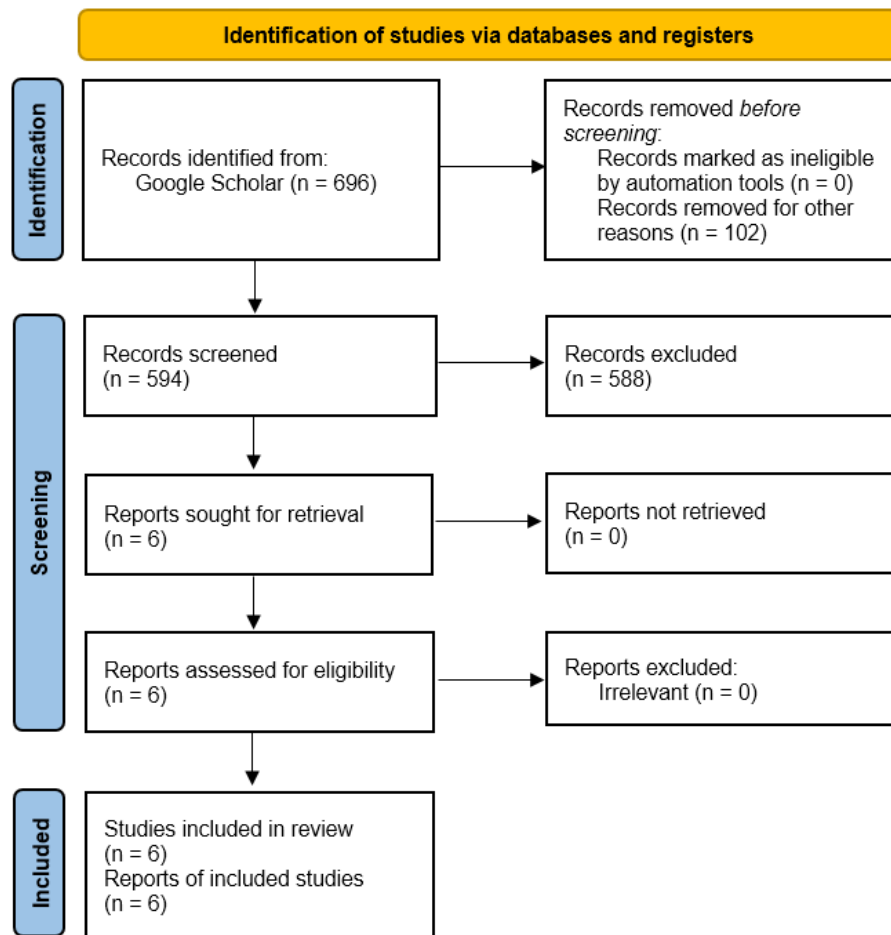 Identification of studies via databases and registers
Identification
Records identified from:
Google Scholar (n = 696)
Records removed before
screening:
Records marked as ineligible
by automation tools (n = 0)
Records removed for other
reasons (n = 102)
Screening
Records screened
(n = 594)
Records excluded
(n = 588)
Reports sought for retrieval
(n = 6)
Reports not retrieved
(n = 0)
Reports assessed for eligibility
(n = 6)
Reports excluded:
Irrelevant (n = 0)
Included
Studies included in review
(n = 6)
Reports of included studies
(n = 6)